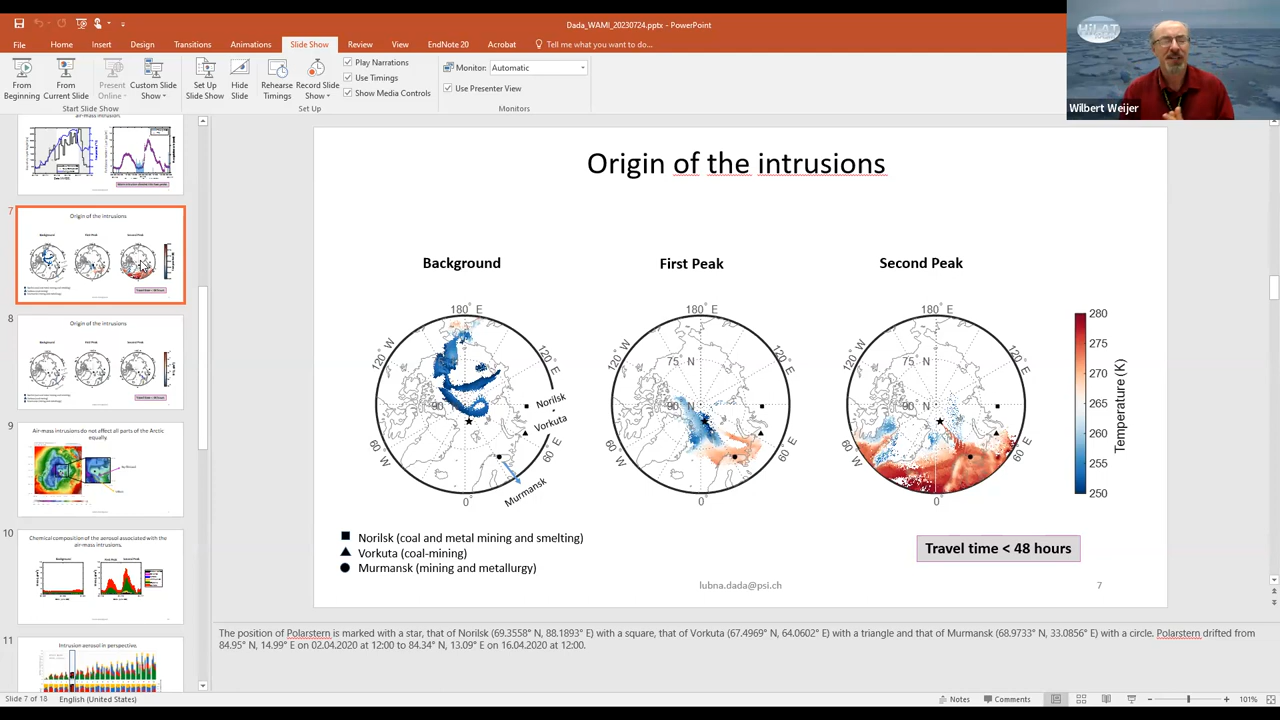 Dada_WAMI_20230724.pptx - PowerPoint
File Home Insert Design Transitions Animations Slide Show Review View EndNote 20 Acrobat Tell me what you want to do...
From Beginning
From Current Slide
Present Online
Custom Slide Show
Set Up Slide Show
Hide Slide
Rehearse Timings
Record Slide Show
Play Narrations
Use Timings
Show Media Controls
Monitor: Automatic
Use Presenter View
Start Slide Show
Set Up
Monitors
HiLAT
Wilbert Weijer
air-mass intrusion.
7
Origin of the intrusions
8
Origin of the intrusions
9
Air-mass intrusions do not affect all parts of the Arctic
equally.
10
Chemical composition of the aerosol associated with the
air-mass intrusions.
11
Intrusion aerosol in perspective.
Origin of the intrusions
Background
First Peak
Second Peak
180° E
120° W
120° E
90° N
60° W
60° E
0°
Norilsk
Vorkuta
Murmansk
180° E
120° W
120° E
75° N
90° N
60° W
60° E
0°
180° E
120° W
120° E
75° N
90° N
60° W
60° E
0°
280
275
270
265
260
255
250
Temperature (K)
Norilsk (coal and metal mining and smelting)
Vorkuta (coal-mining)
Murmansk (mining and metallurgy)
Travel time < 48 hours
lubna.dada@psi.ch
7
The position of Polarstern is marked with a star, that of Norilsk (69.3558° N, 88.1893° E) with a square, that of Vorkuta (67.4969° N, 64.0992° E) with a triangle and that of Murmansk (68.9733° N, 33.0856° E) with a circle. Polarstern drifted from
84.95° N, 14.99° E on 02.04.2020 at 12:00 to 84.34° N, 13.09° E on 16.04.2020 at 12:00.
Slide 7 of 18 English (United States) Notes Comments 101%